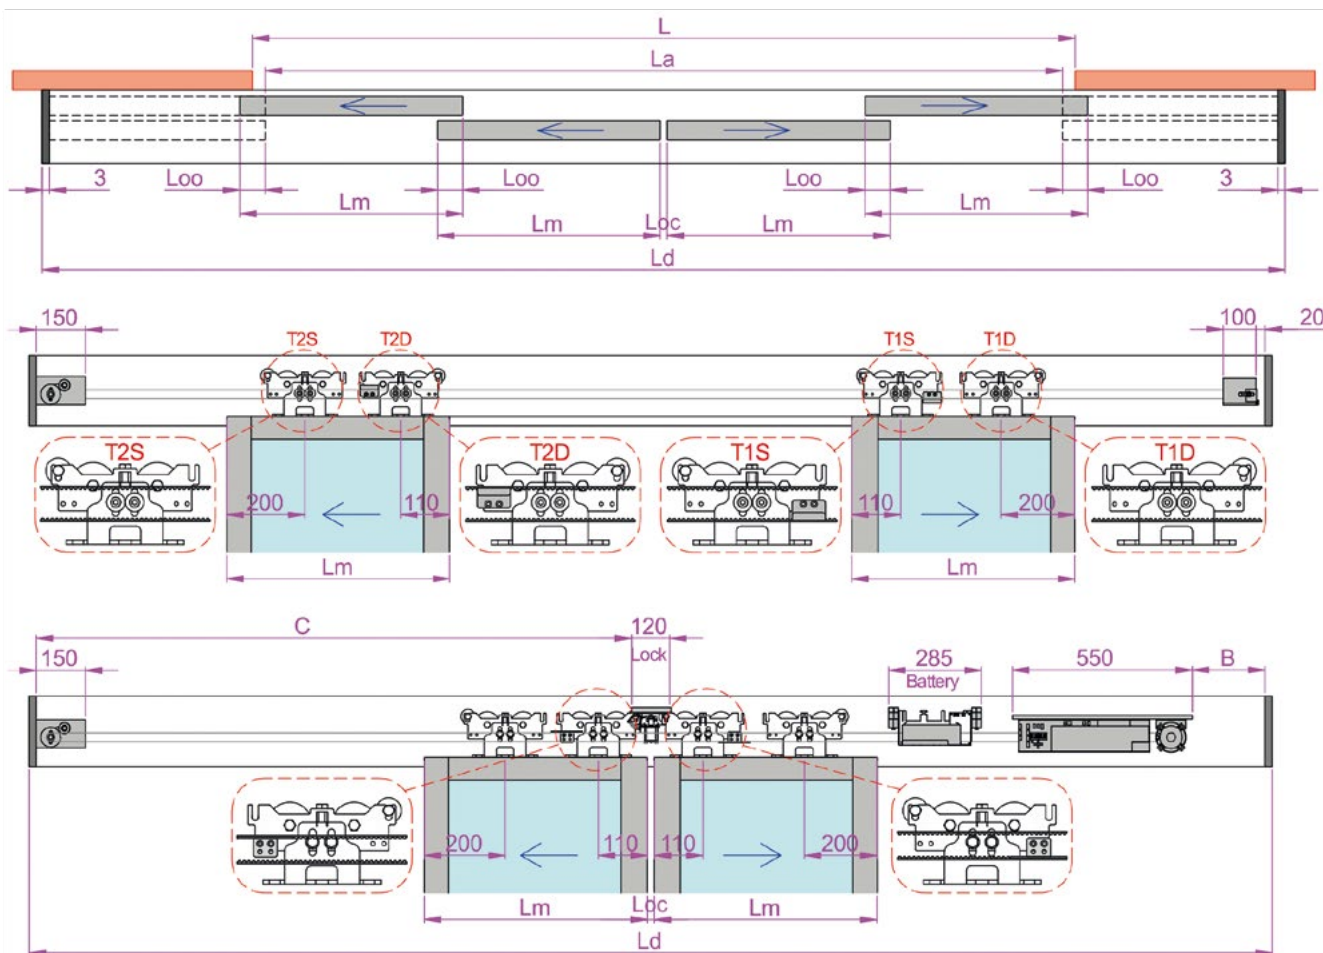 L
La
3 Loo Loo Loo Loo 3
Lm Lm
Lm Loc Lm
Ld
150 T2S T2D T1S T1D 100 20
T2S T2D T1S T1D
200 110 110 200
Lm Lm
C 120
150 Lock 285 550 B
Battery
200 110 110 200
Lm Loc Lm
Ld